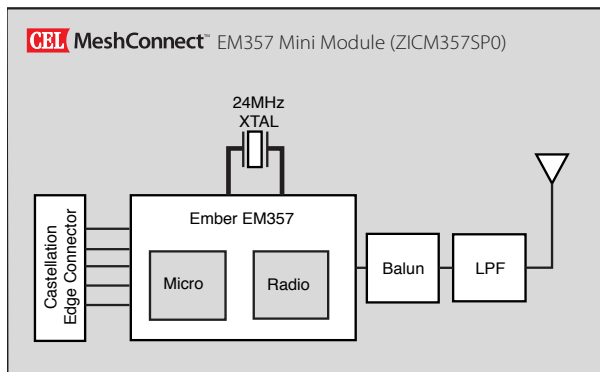 CEL MeshConnect™ EM357 Mini Module (ZICM357SP0)
24MHz
XTAL
Ember EM357
Castellation
Edge Connector
Micro
Radio
Balun
LPF